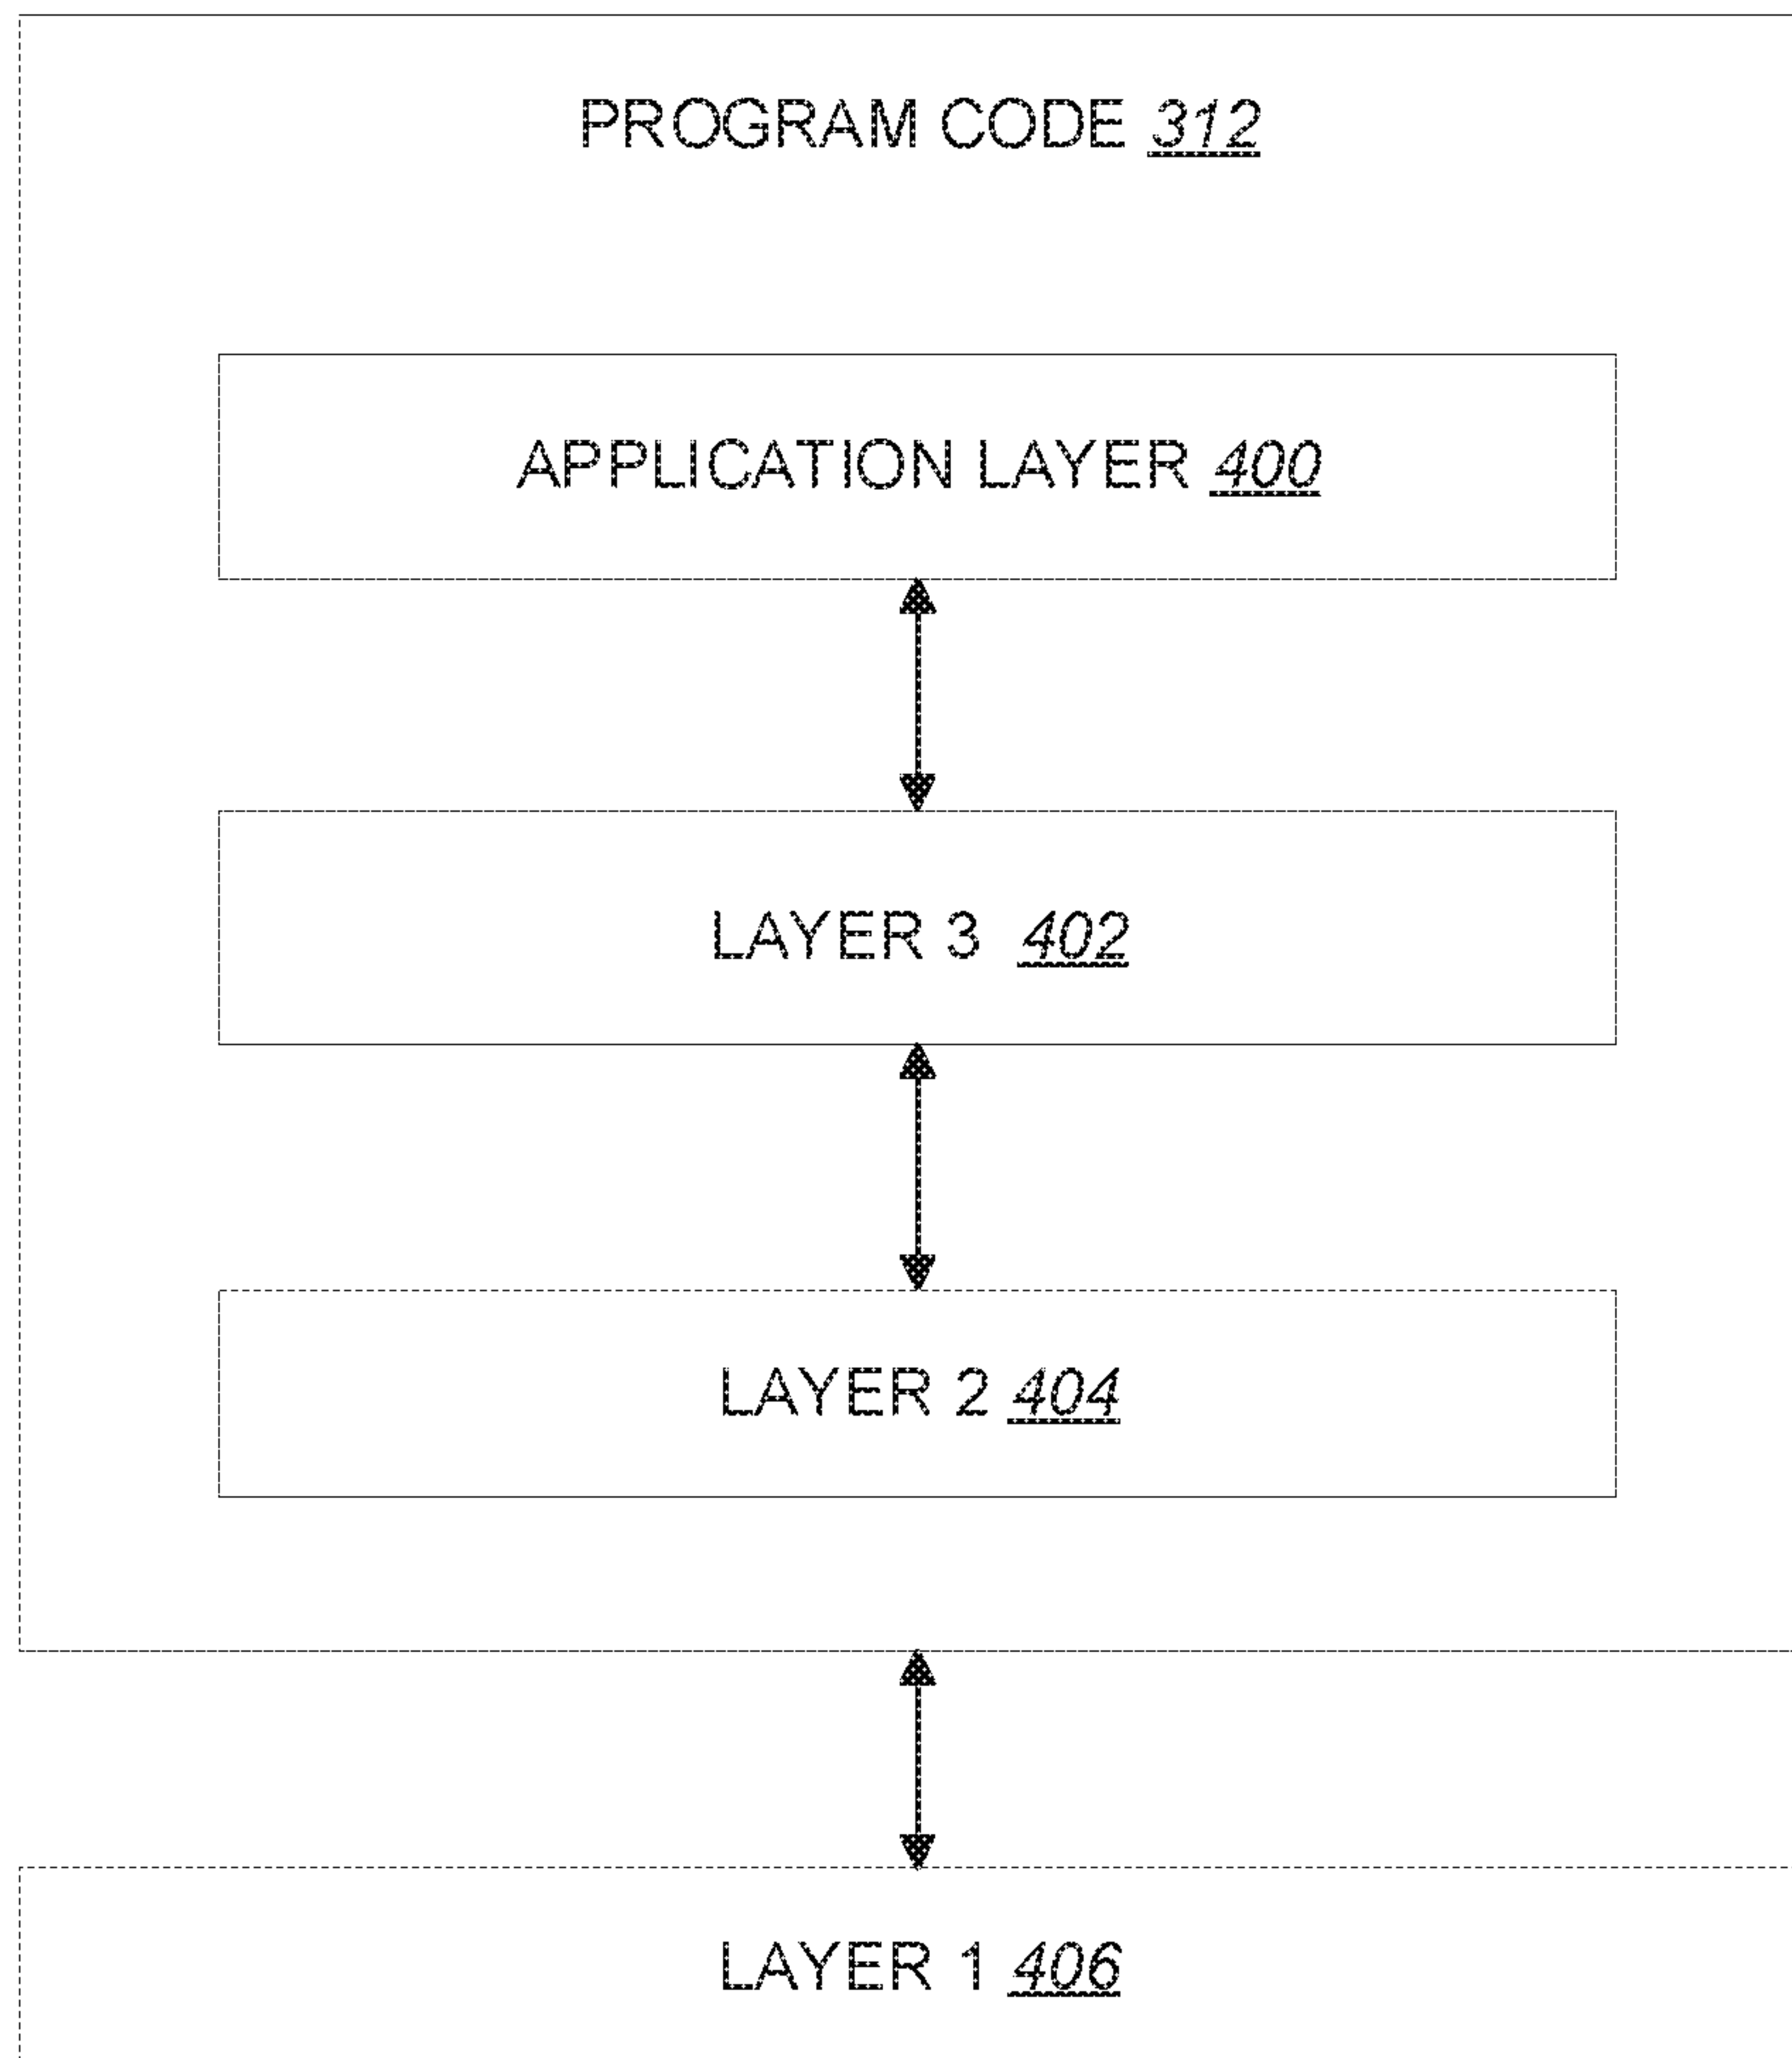 PROGRAM CODE 312
APPLICATION LAYER 400
LAYER 3 402
LAYER 2 404
LAYER 1 406